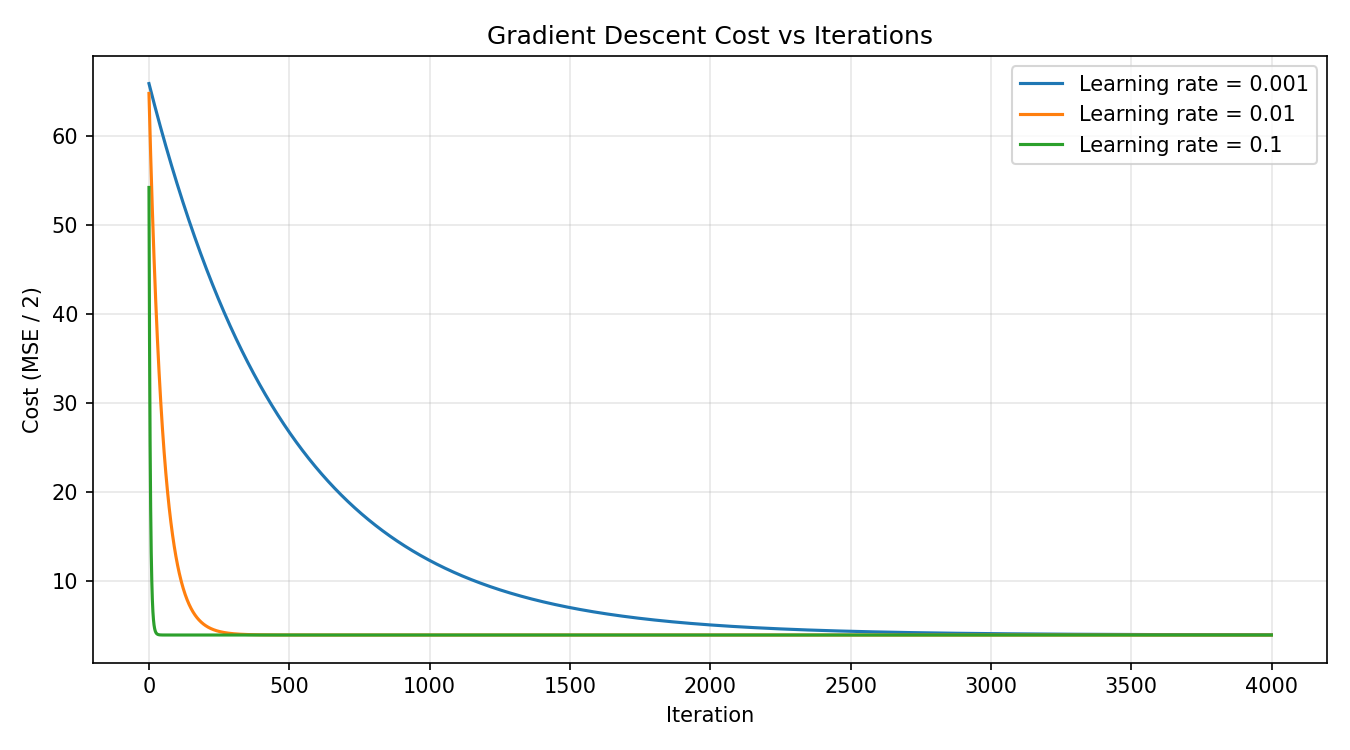 Gradient Descent Cost vs Iterations
Learning rate = 0.001
Learning rate = 0.01
Learning rate = 0.1
Cost (MSE / 2)
60
50
40
30
20
10
0 500 1000 1500 2000 2500 3000 3500 4000
Iteration